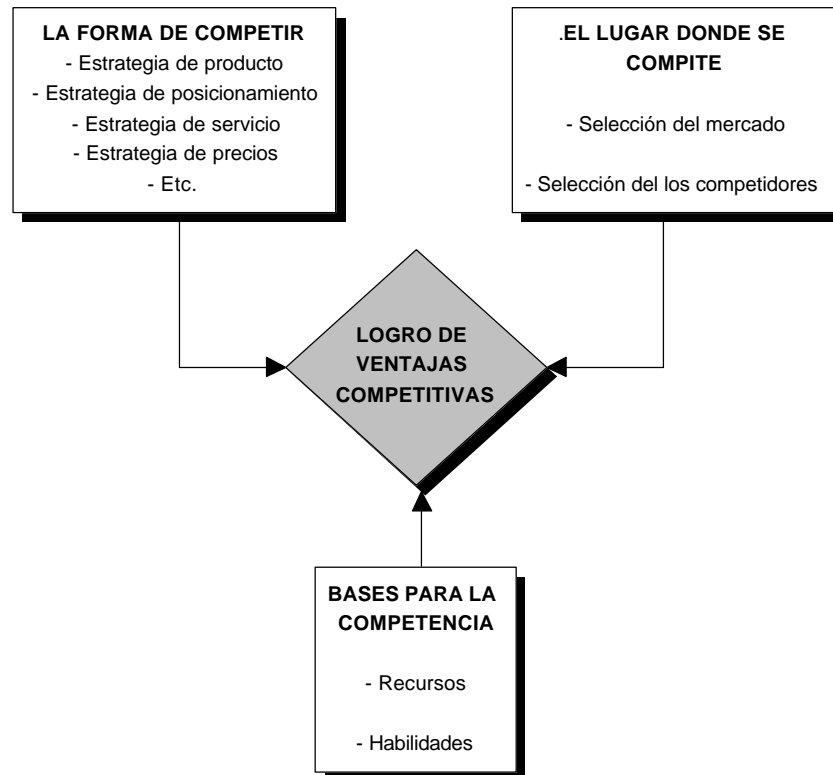 LA FORMA DE COMPETIR
- Estrategia de producto
- Estrategia de posicionamiento
- Estrategia de servicio
- Estrategia de precios
- Etc.
.EL LUGAR DONDE SE
COMPITE
- Selección del mercado
- Selección del los competidores
LOGRO DE
VENTAJAS
COMPETITIVAS
BASES PARA LA
COMPETENCIA
- Recursos
- Habilidades